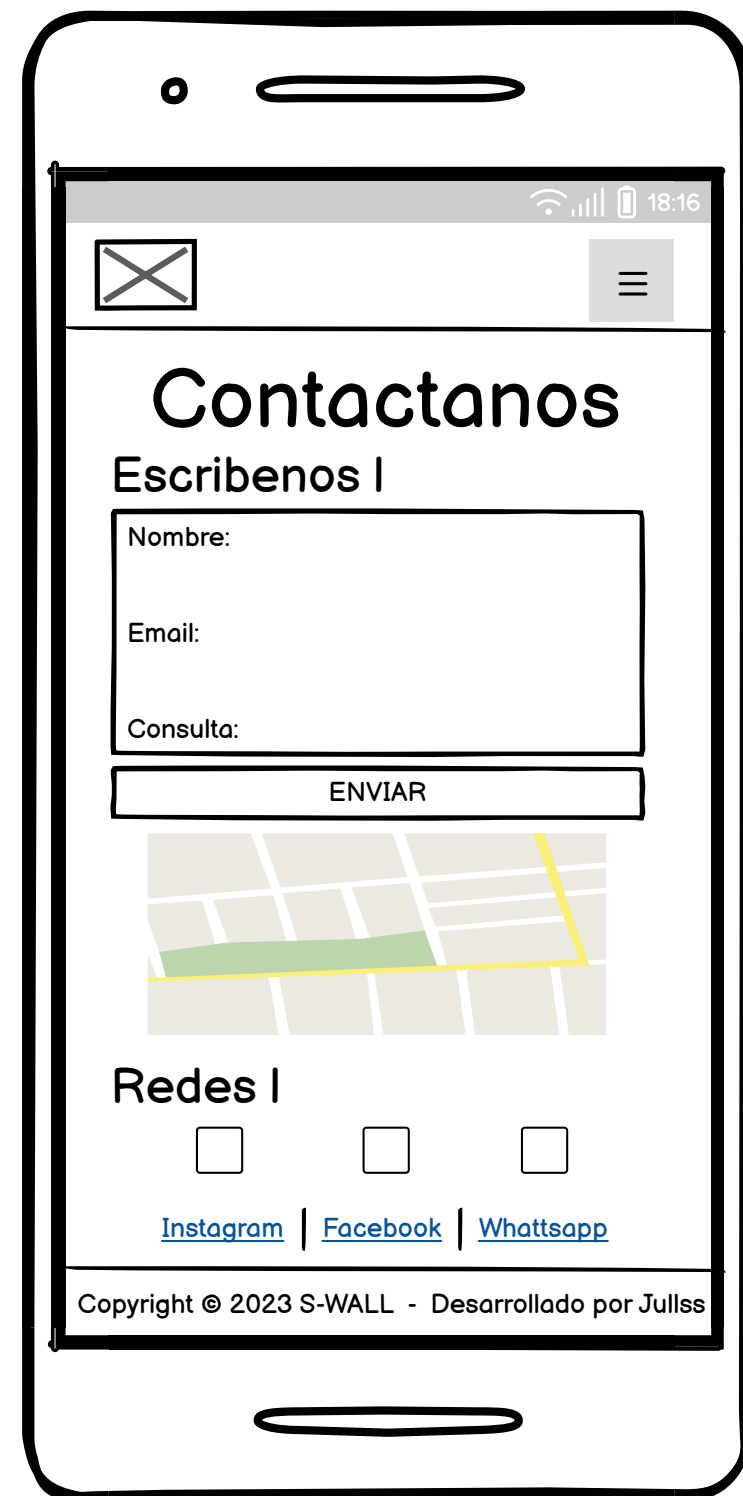 18:16
Contactanos
Escribenos |
Nombre:
Email:
Consulta:
ENVIAR
Redes |
Instagram | Facebook | Whattsapp
Copyright © 2023 S-WALL - Desarrollado por Jullss